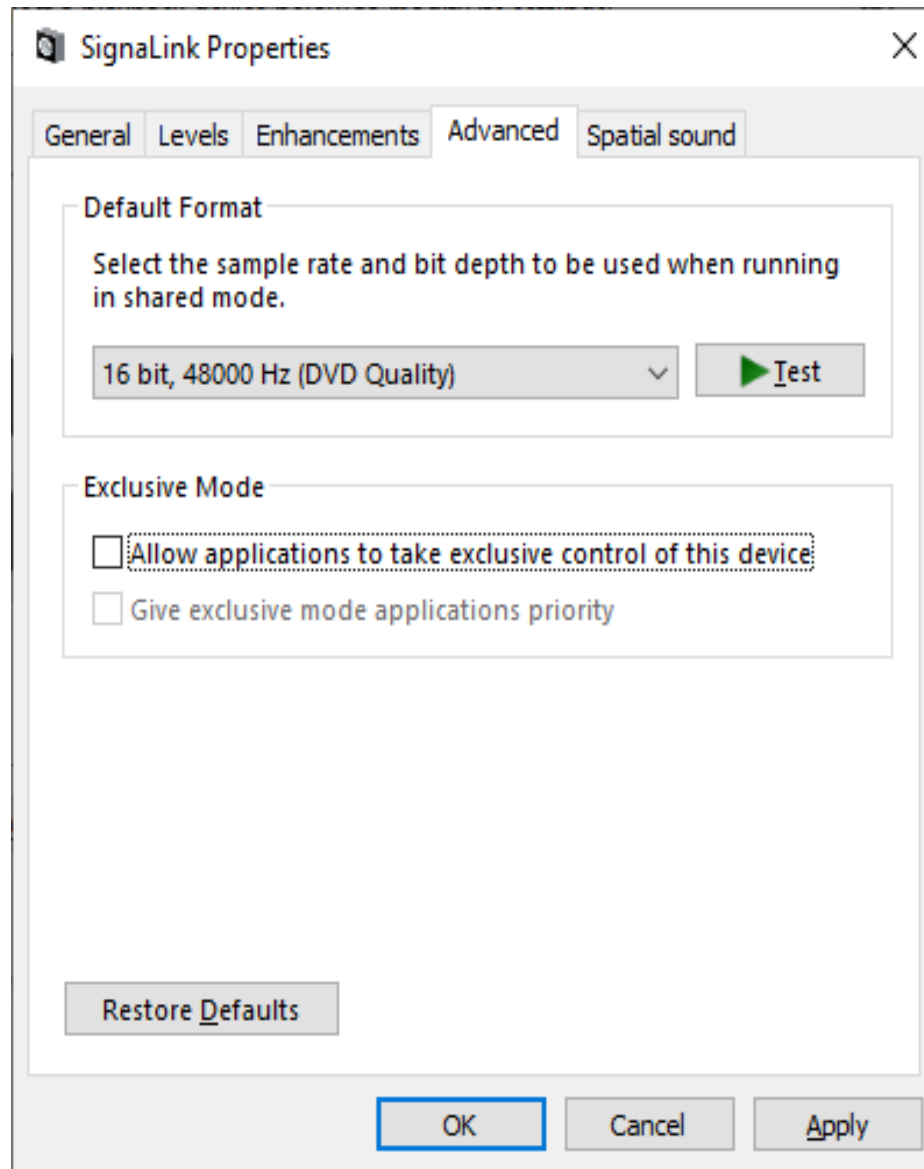 SignaLink Properties
General Levels Enhancements Advanced Spatial sound
Default Format
Select the sample rate and bit depth to be used when running
in shared mode.
16 bit, 48000 Hz (DVD Quality) Test
Exclusive Mode
Allow applications to take exclusive control of this device
Give exclusive mode applications priority
Restore Defaults
OK Cancel Apply